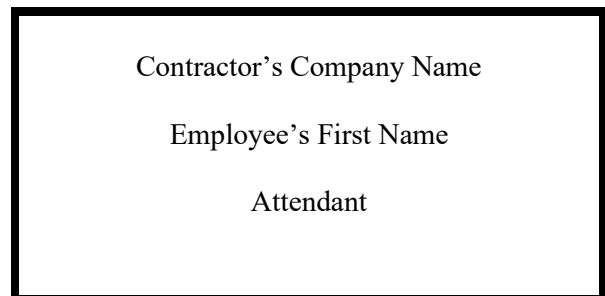 Contractor’s Company Name
Employee’s First Name
Attendant